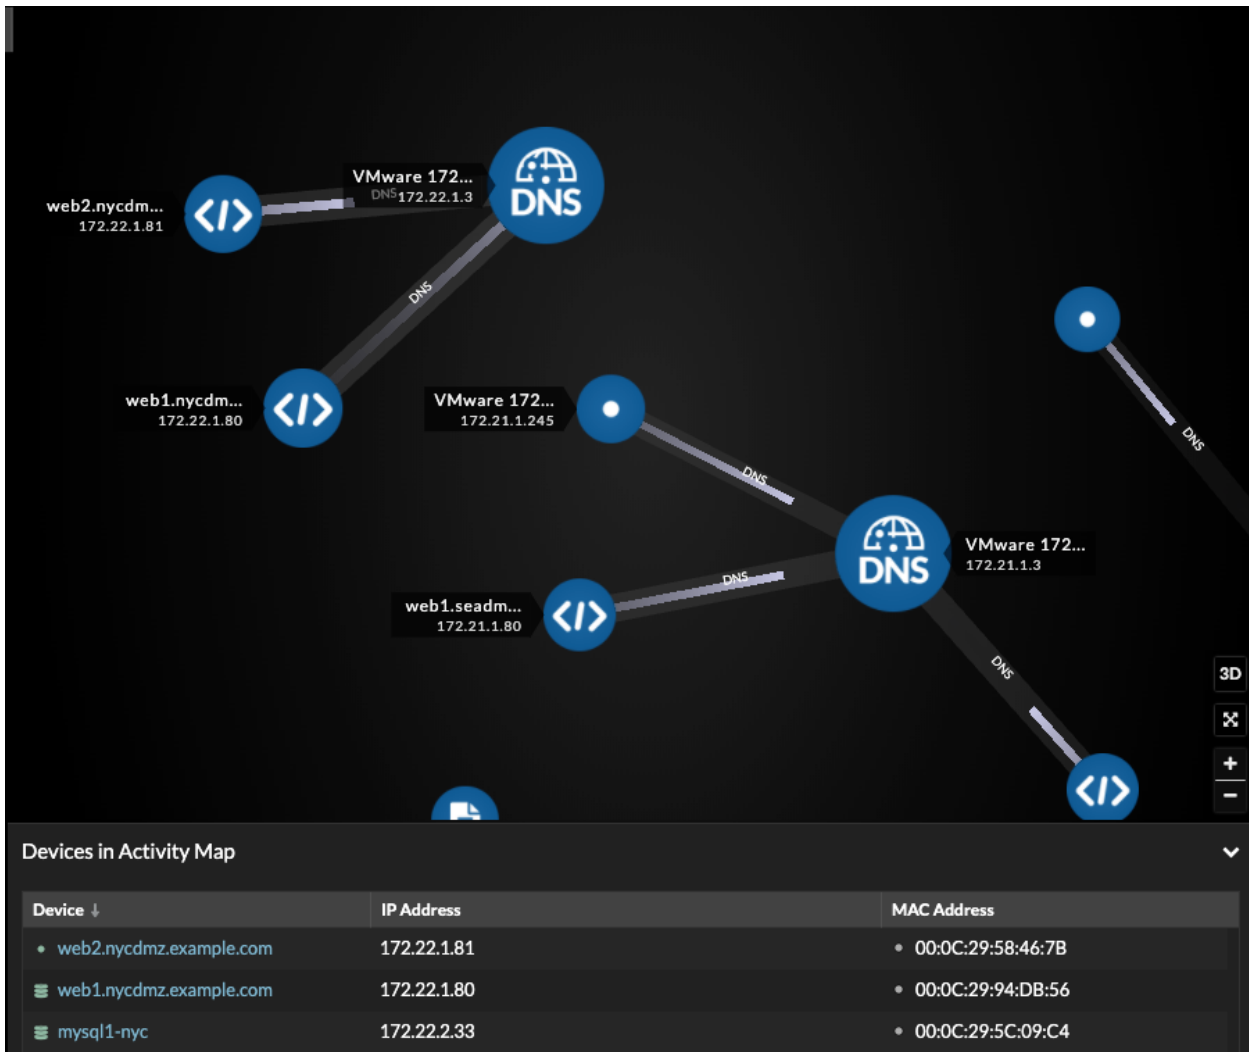 VMware 172...
DNS
172.22.1.3
DNS
web2.nycdm...
172.22.1.81
DNS
web1.nycdm...
172.22.1.80
VMware 172...
172.21.1.245
DNS
DNS
DNS
VMware 172...
172.21.1.3
DNS
web1.seadm...
172.21.1.80
DNS
3D
+
−
Devices in Activity Map
Device ↓ IP Address MAC Address
web2.nycdmz.example.com 172.22.1.81 00:0C:29:58:46:7B
web1.nycdmz.example.com 172.22.1.80 00:0C:29:94:DB:56
mysql1-nyc 172.22.2.33 00:0C:29:5C:09:C4